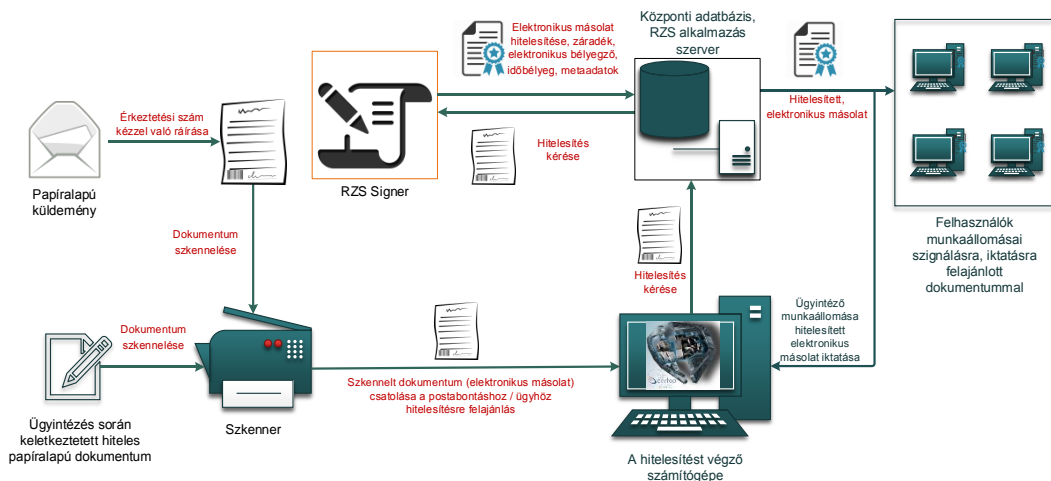 Elektronikus másolat
hitelesítése, záradék,
elektronikus bélyegző,
időbélyeg, metaadatok
Központi adatbázis,
RZS alkalmazás
szerver
Érkeztetési szám
kézzel való ráírása
Hitelesítés
kérése
Hitelesített,
elektronikus másolat
Papíralapú
küldemény
RZS Signer
Felhasználók
munkaállomásai
szignálásra, iktatásra
felajánlott
dokumentummal
Dokumentum
szkennelése
Hitelesítés
kérése
Ügyintéző
munkaállomása
hitelesített
elektronikus
másolat iktatása
Dokumentum
szkennelése
Szkennelt dokumentum (elektronikus másolat)
csatolása a postabontáshoz / ügyhöz
hitelesítésre felajánlás
Szkenner
Ügyintézés során
keletkeztetett hiteles
papíralapú dokumentum
A hitelesítést végző
számítógépe